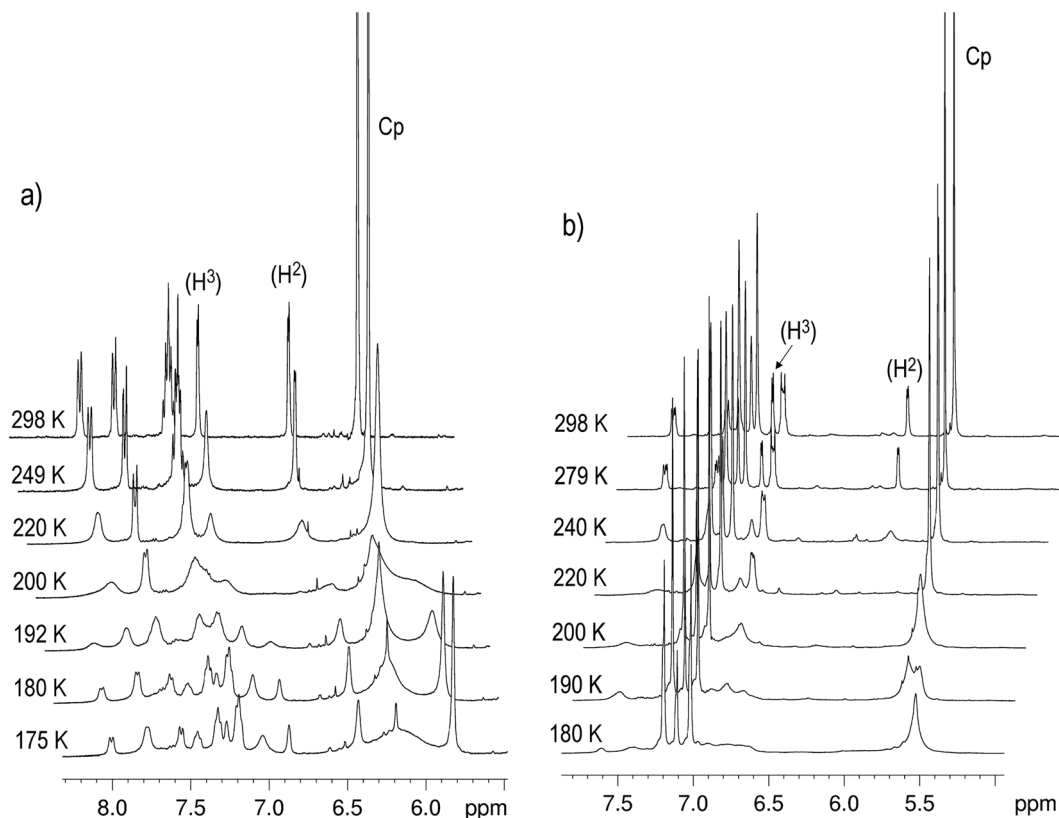 a)
Cp
(H³)
(H²)
298 K
249 K
220 K
200 K
192 K
180 K
175 K
8.0 7.5 7.0 6.5 6.0 ppm
b)
Cp
(H³)
(H²)
298 K
279 K
240 K
220 K
200 K
190 K
180 K
7.5 7.0 6.5 6.0 5.5 ppm